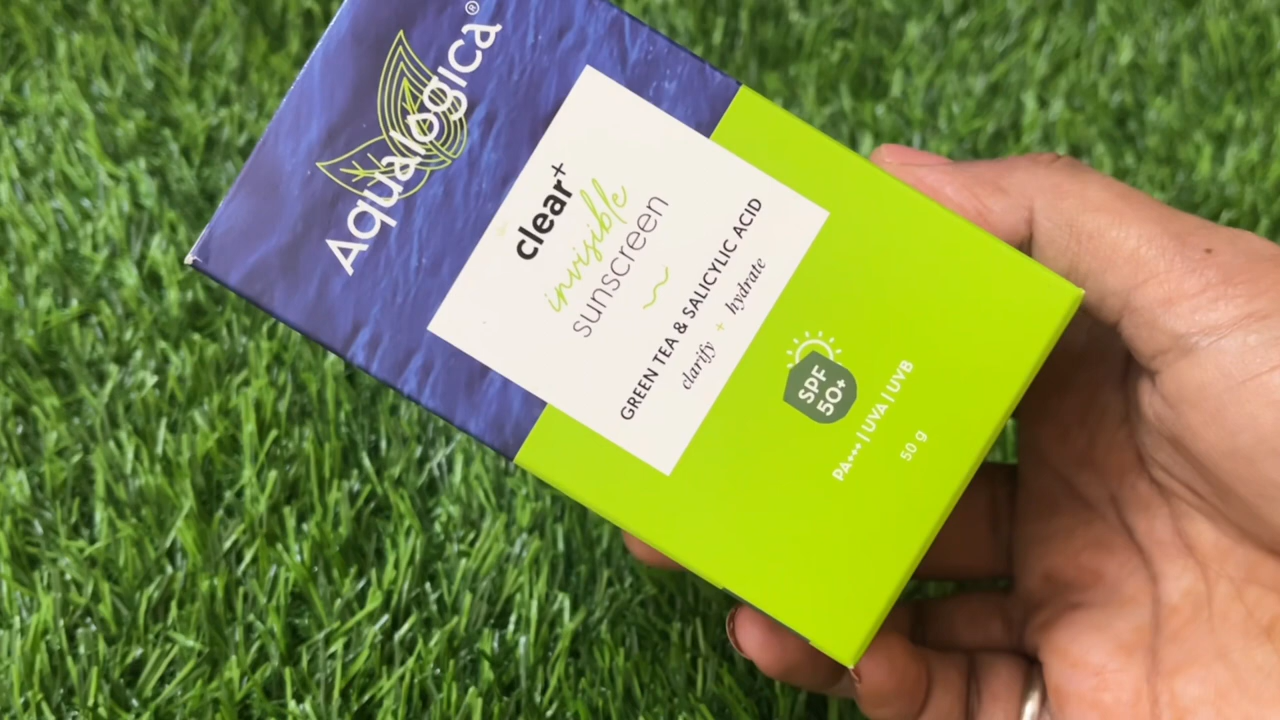 Aqualogica®
clear+
invisible
sunscreen
GREEN TEA & SALICYLIC ACID
clarify + hydrate
SPF
50+
PA+++ | UVA | UVB
50 g